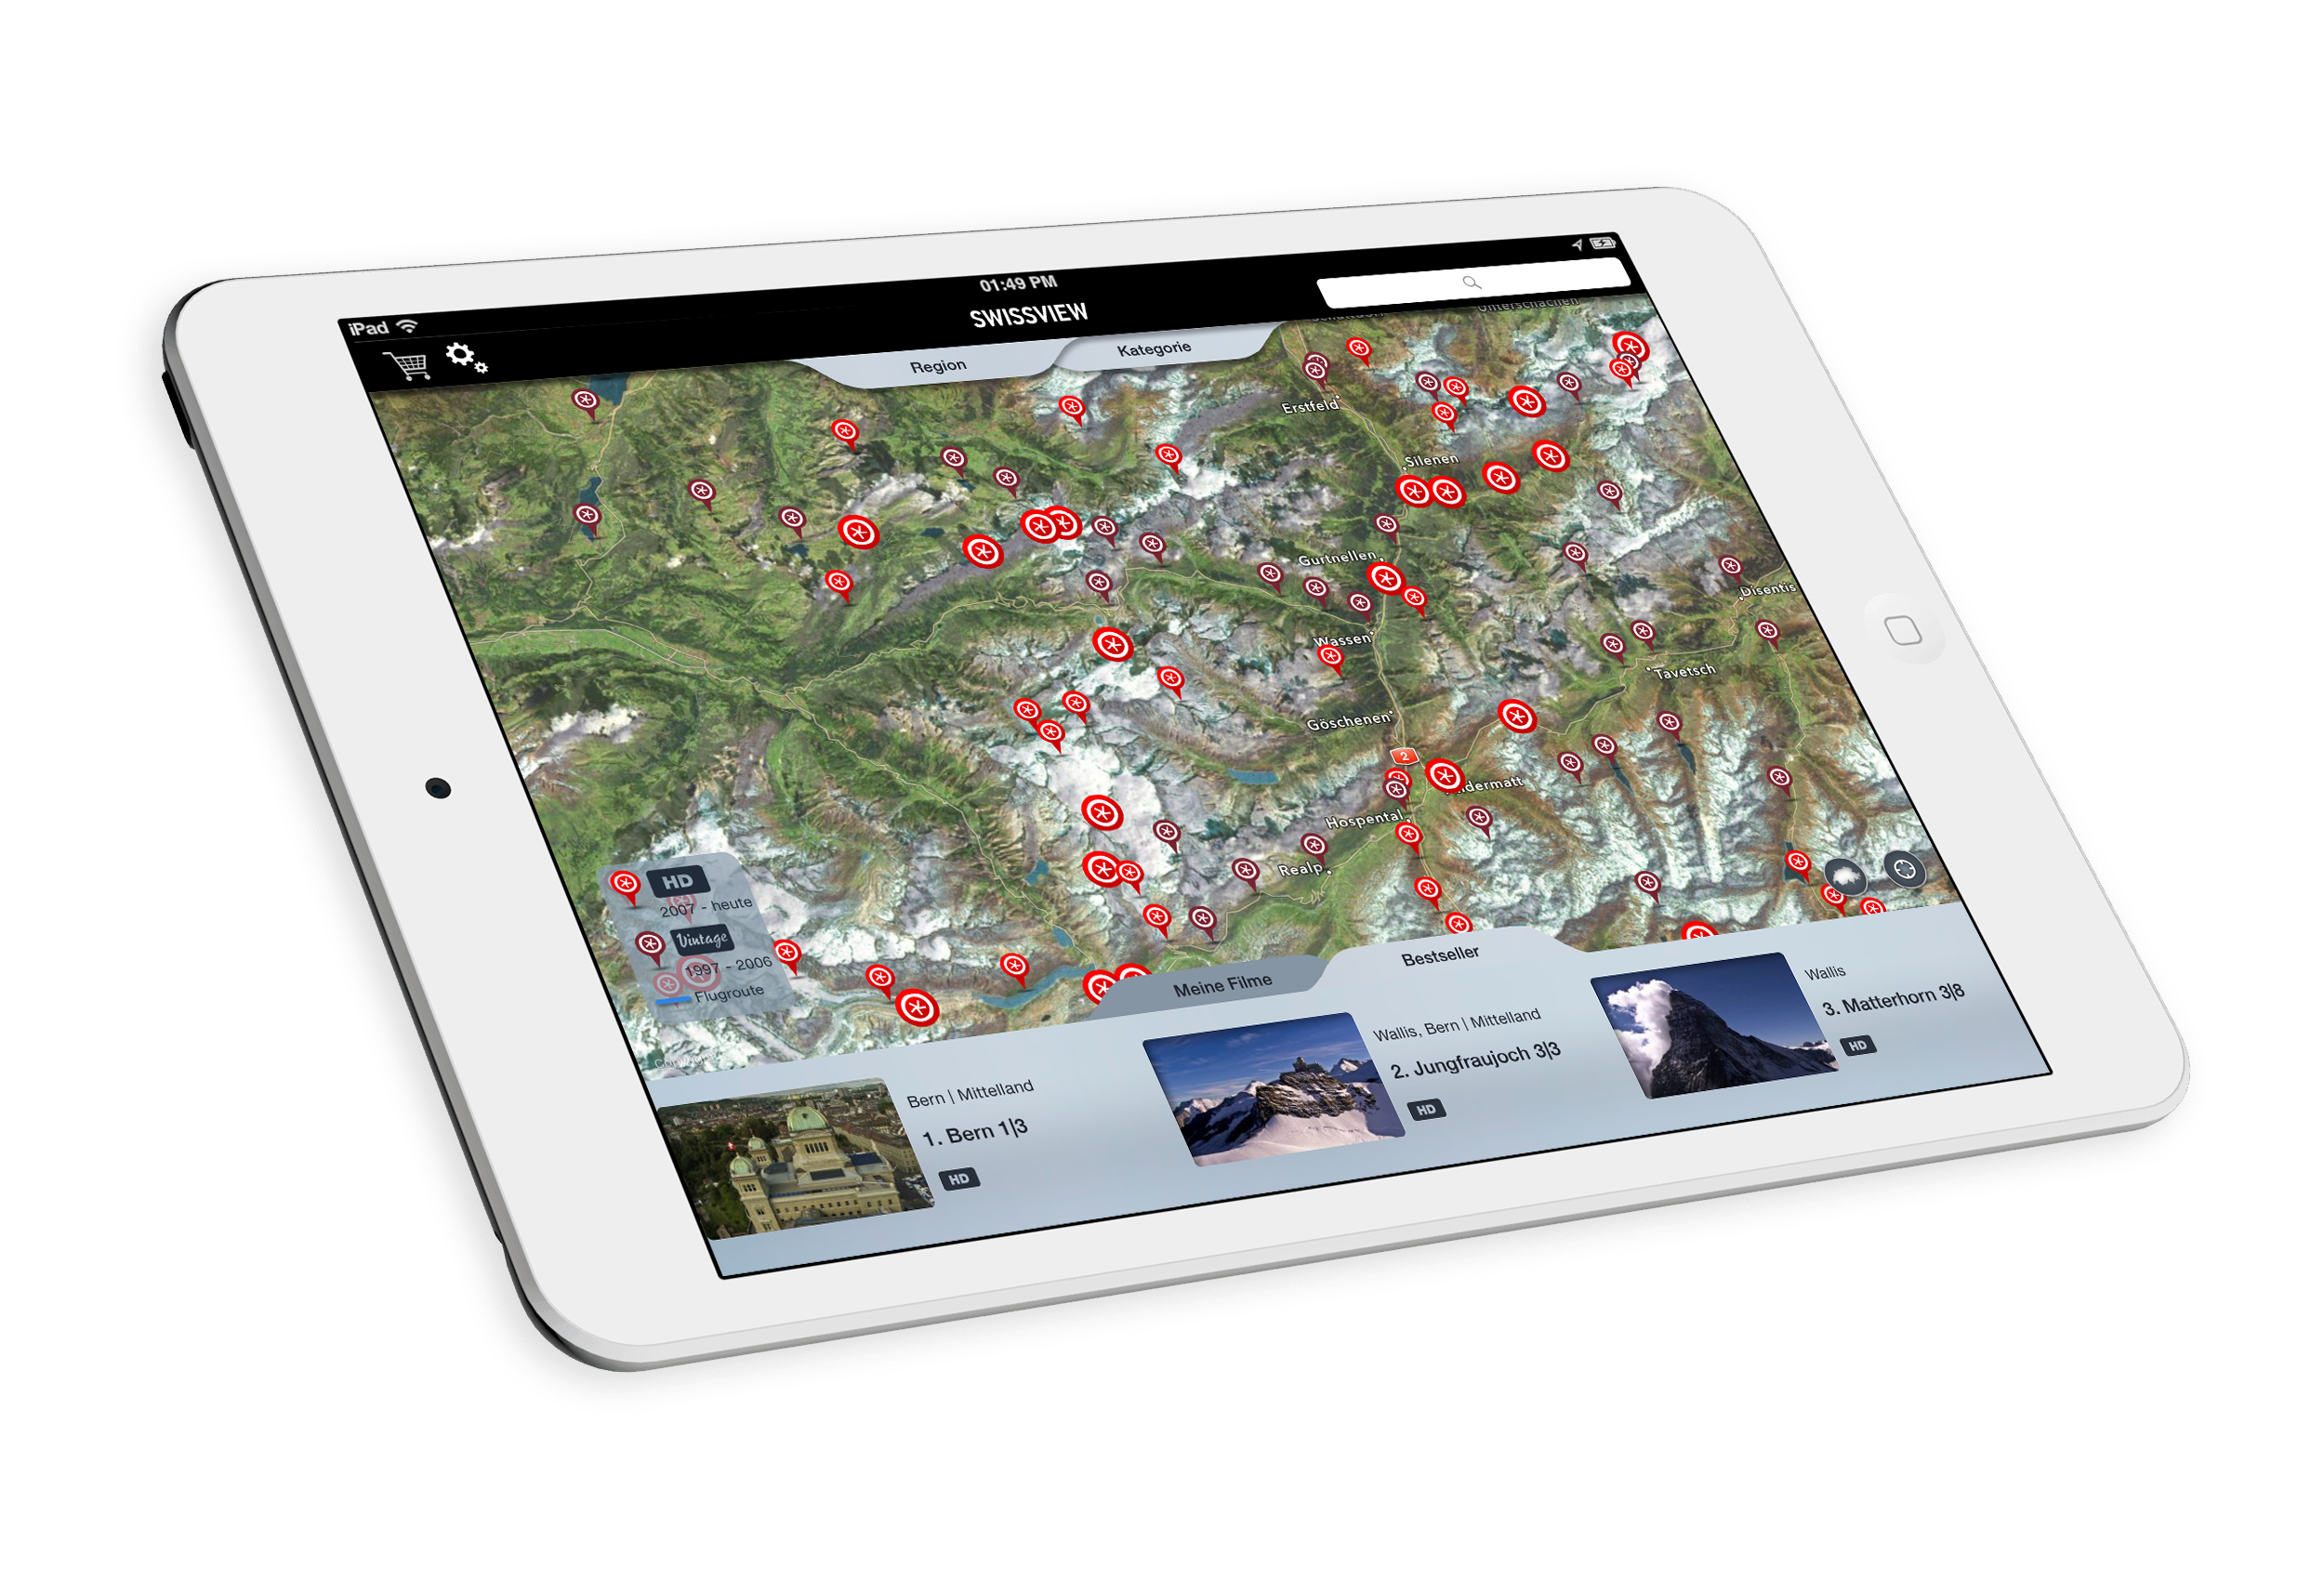 iPad
01:49 PM
SWISSVIEW
Region
Kategorie
Unterschächen
Erstfeld
Silenen
Gurtnellen
Disentis
Wassen
Tavetsch
Göschenen
2
Hospental
Realp
HD
2007 - heute
Vintage
1997 - 2006
Flugroute
Meine Filme
Bestseller
Bern | Mittelland
1. Bern 1|3
HD
Wallis, Bern | Mittelland
2. Jungfraujoch 3|3
HD
Wallis
3. Matterhorn 3|8
HD